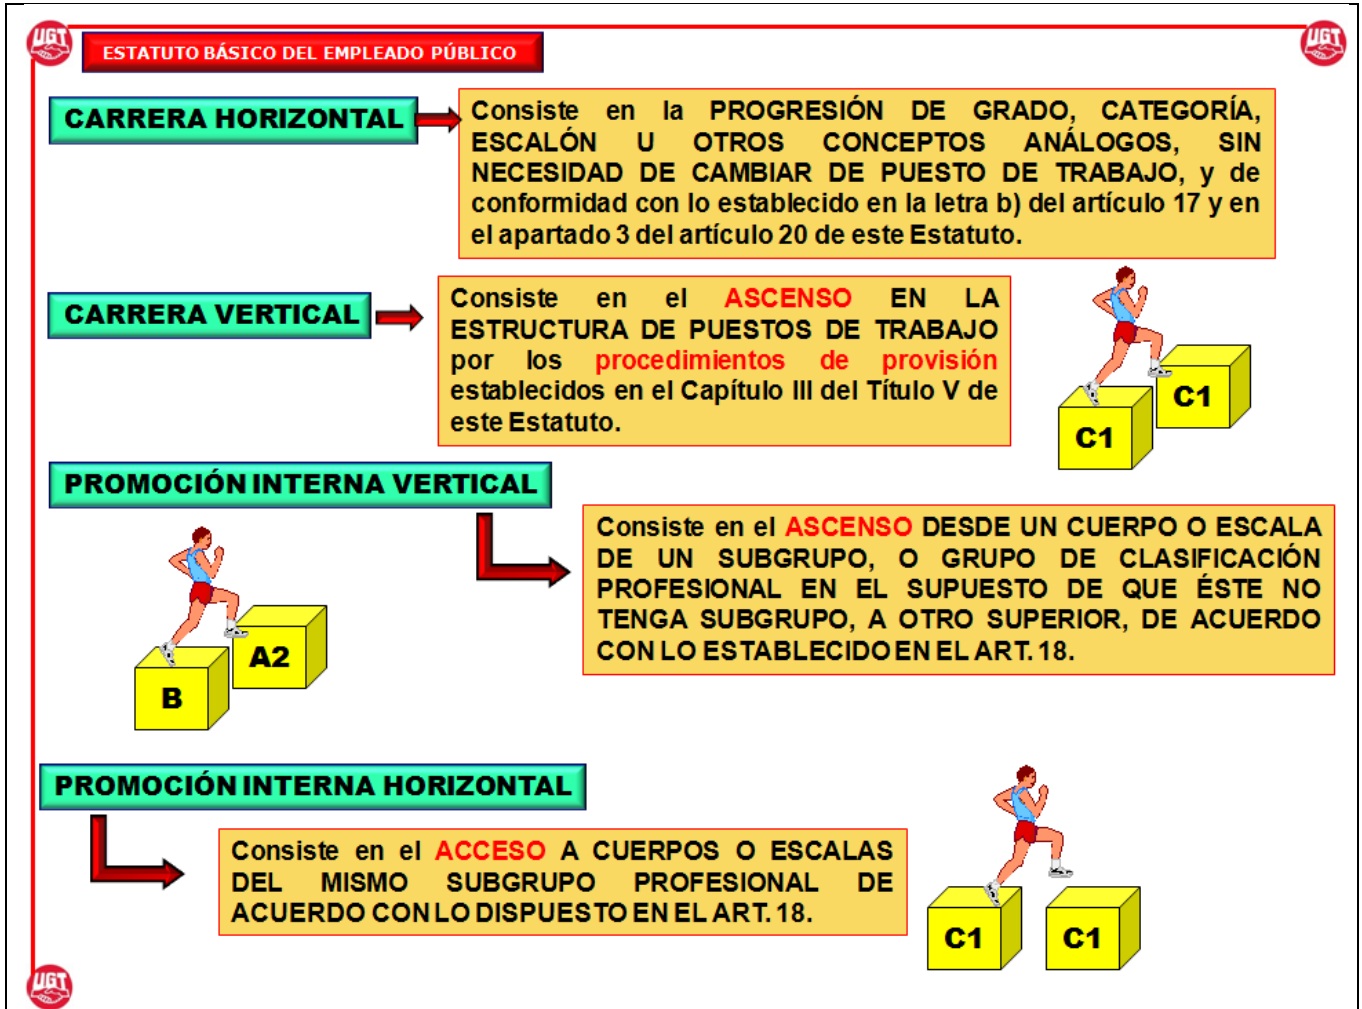 UGT
UGT
ESTATUTO BÁSICO DEL EMPLEADO PÚBLICO
CARRERA HORIZONTAL
Consiste en la PROGRESIÓN DE GRADO, CATEGORÍA,
ESCALÓN U OTROS CONCEPTOS ANÁLOGOS, SIN
NECESIDAD DE CAMBIAR DE PUESTO DE TRABAJO, y de
conformidad con lo establecido en la letra b) del artículo 17 y en
el apartado 3 del artículo 20 de este Estatuto.
CARRERA VERTICAL
Consiste en el ASCENSO EN LA
ESTRUCTURA DE PUESTOS DE TRABAJO
por los procedimientos de provisión
establecidos en el Capítulo III del Título V de
este Estatuto.
C1
C1
PROMOCIÓN INTERNA VERTICAL
Consiste en el ASCENSO DESDE UN CUERPO O ESCALA
DE UN SUBGRUPO, O GRUPO DE CLASIFICACIÓN
PROFESIONAL EN EL SUPUESTO DE QUE ÉSTE NO
TENGA SUBGRUPO, A OTRO SUPERIOR, DE ACUERDO
CON LO ESTABLECIDO EN EL ART. 18.
A2
B
PROMOCIÓN INTERNA HORIZONTAL
Consiste en el ACCESO A CUERPOS O ESCALAS
DEL MISMO SUBGRUPO PROFESIONAL DE
ACUERDO CON LO DISPUESTO EN EL ART. 18.
C1
C1
UGT